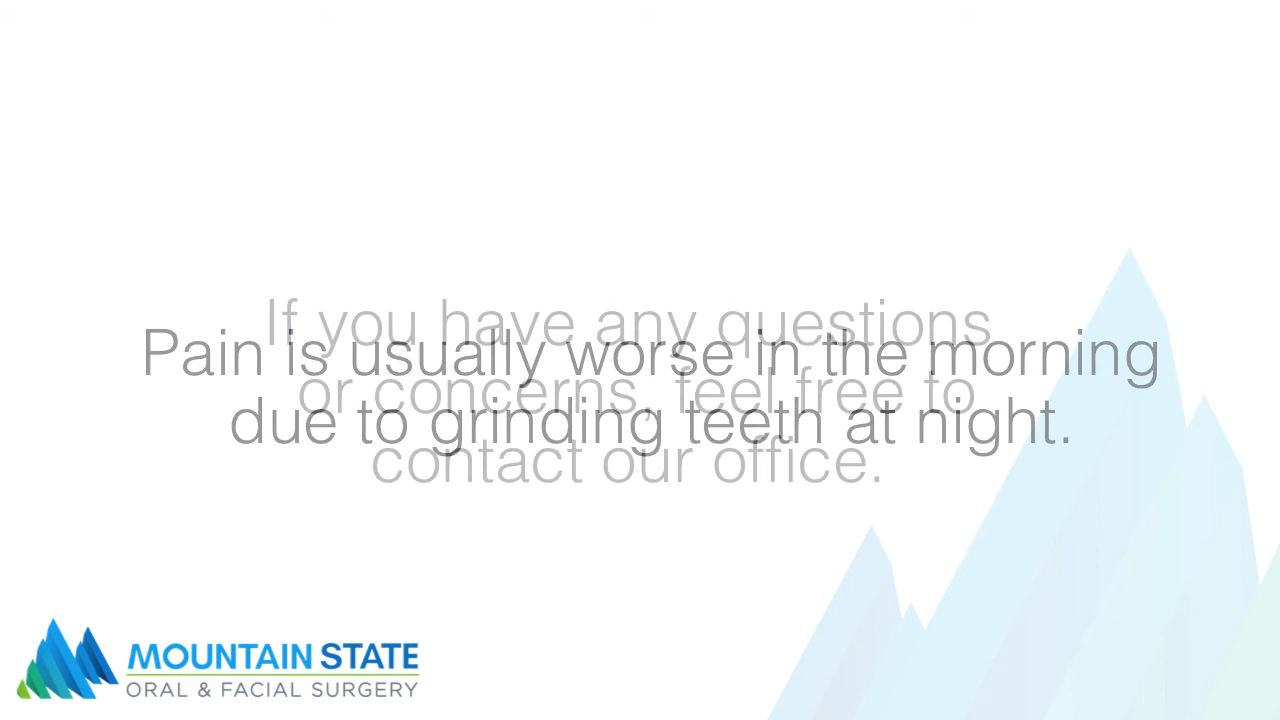 If you have any questions
or concerns, feel free to
contact our office.
Pain is usually worse in the morning
due to grinding teeth at night.
MOUNTAIN STATE
ORAL & FACIAL SURGERY